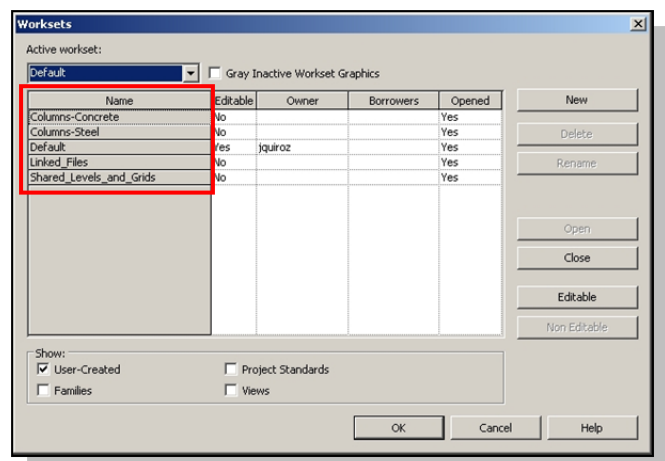 Worksets
Active workset:
Default
Gray Inactive Workset Graphics
Name Editable Owner Borrowers Opened
Columns-Concrete No Yes
Columns-Steel No Yes
Default Yes jquiroz Yes
Linked_Files No Yes
Shared_Levels_and_Grids No Yes
New
Delete
Rename
Open
Close
Editable
Non Editable
Show:
User-Created Project Standards
Families Views
OK Cancel Help